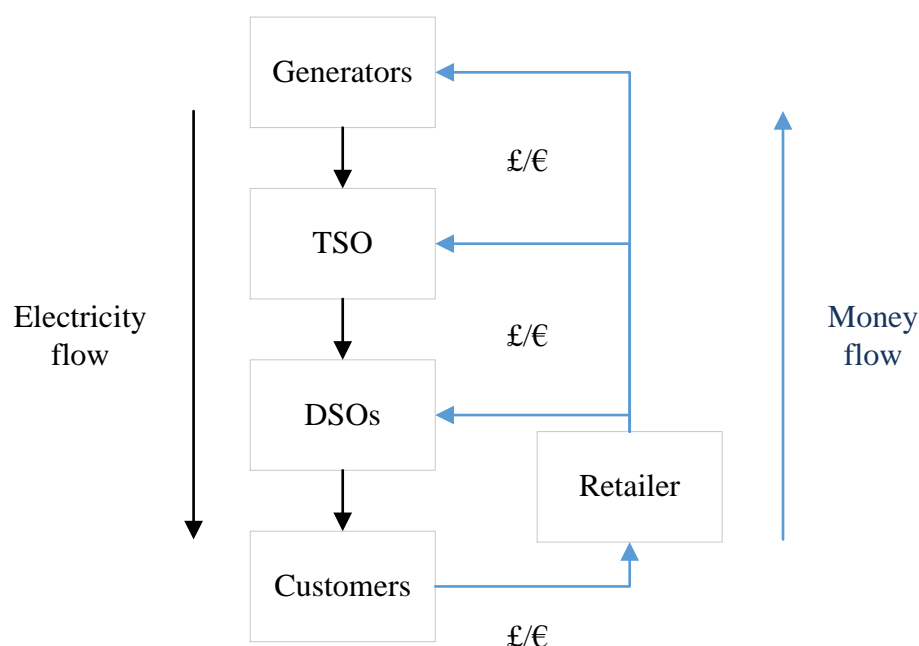 Generators
£/€
TSO
Electricity
flow
£/€
Money
flow
DSOs
Retailer
Customers
£/€